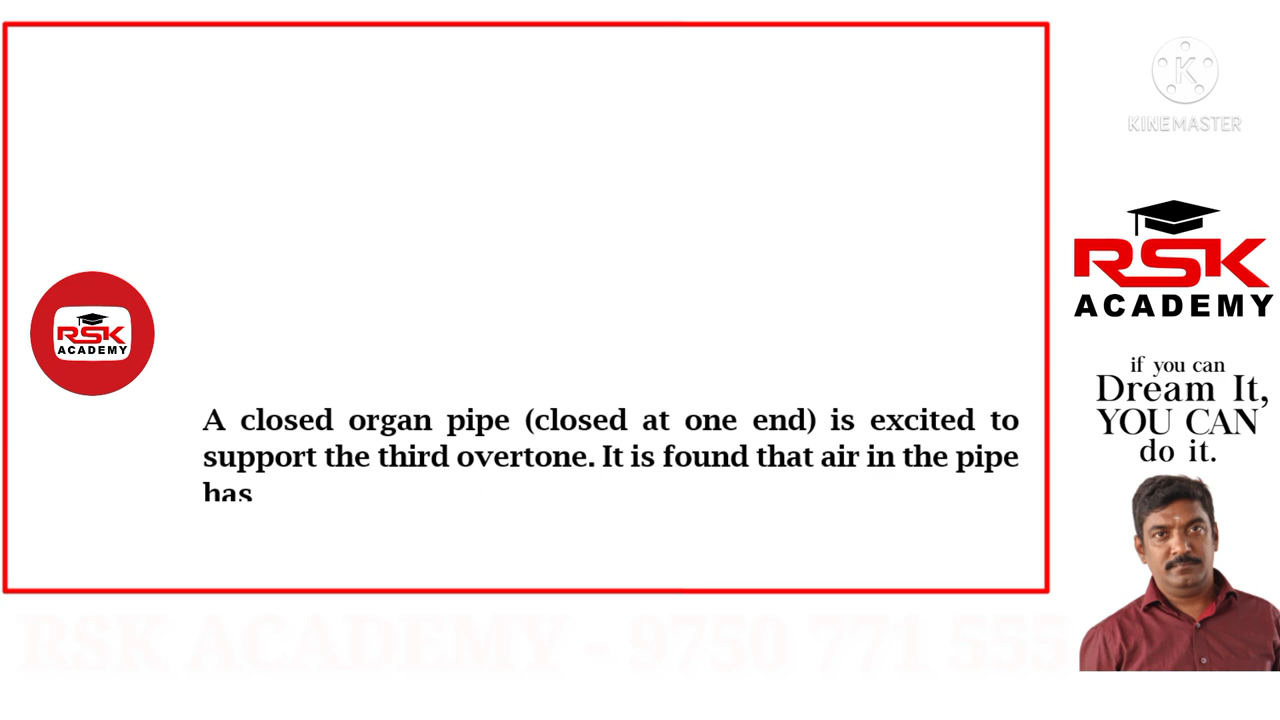 K
KINEMASTER
RSK
ACADEMY
RSK
ACADEMY
if you can
Dream It,
YOU CAN
do it.
A closed organ pipe (closed at one end) is excited to
support the third overtone. It is found that air in the pipe
has
RSK ACADEMY - 9750 771 555